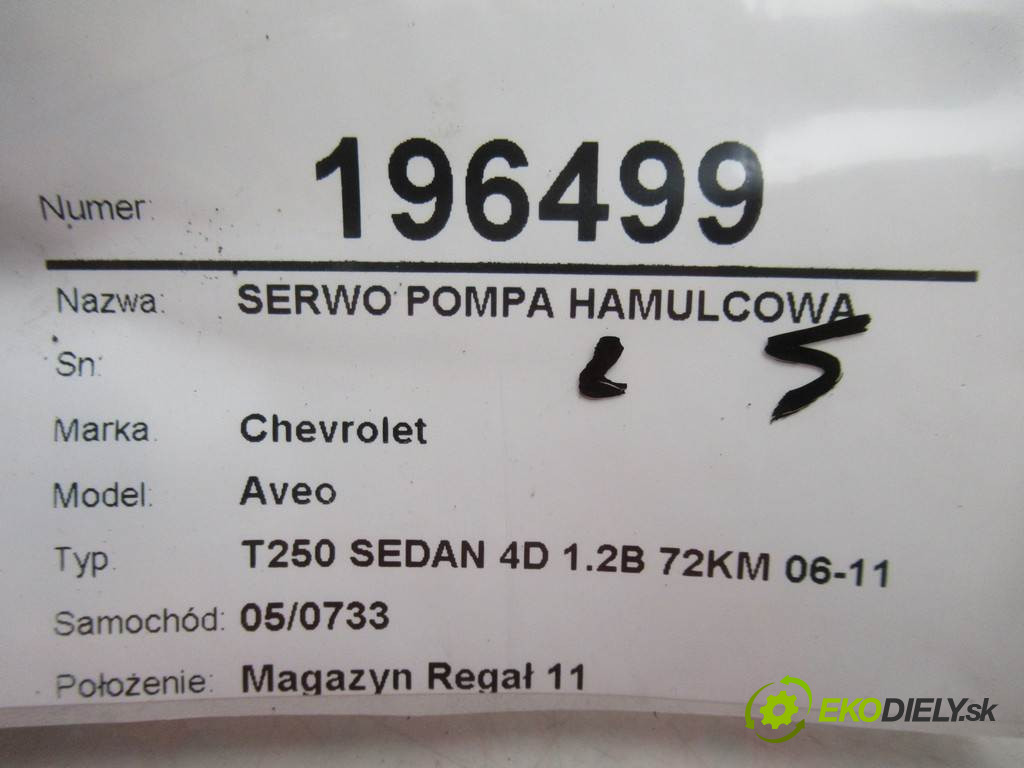 Numer: 196499
Nazwa: SERWO POMPA HAMULCOWA
Sn:
L 5
Marka. Chevrolet
Model: Aveo
Typ. T250 SEDAN 4D 1.2B 72KM 06-11
Samochód: 05/0733
Położenie: Magazyn Regał 11
EKODIELY.sk